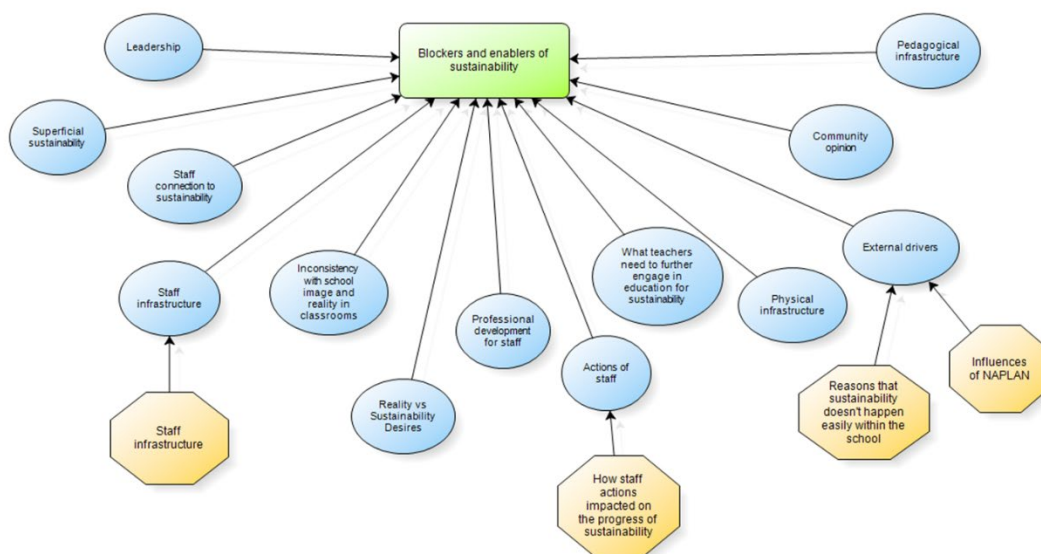 Leadership
Blockers and enablers of
sustainability
Pedagogical
infrastructure
Superficial
sustainability
Community
opinion
Staff
connection to
sustainability
External drivers
Staff
infrastructure
Inconsistency
with school
image and
reality in
classrooms
What teachers
need to further
engage in
education for
sustainability
Physical
infrastructure
Professional
development
for staff
Actions of
staff
Influences
of NAPLAN
Reality vs
Sustainability
Desires
Reasons that
sustainability
doesn't happen
easily within the
school
Staff
infrastructure
How staff
actions
impacted on
the progress of
sustainability